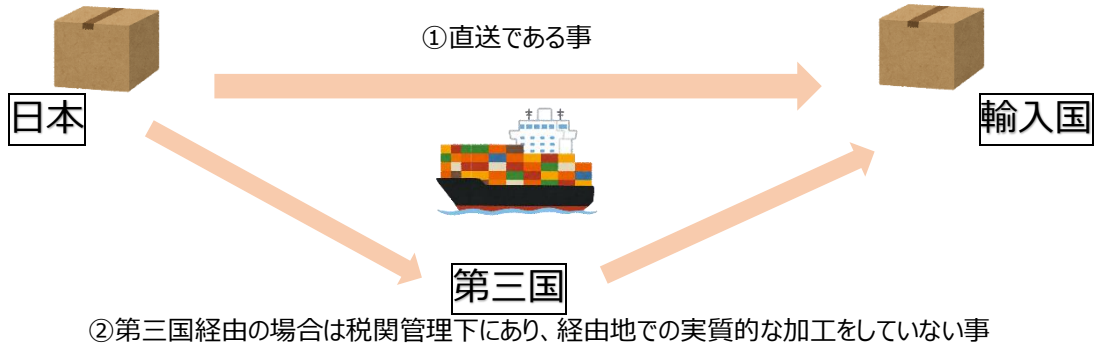 ①直送である事
日本
輸入国
第三国
②第三国経由の場合は税関管理下にあり、経由地での実質的な加工をしていない事